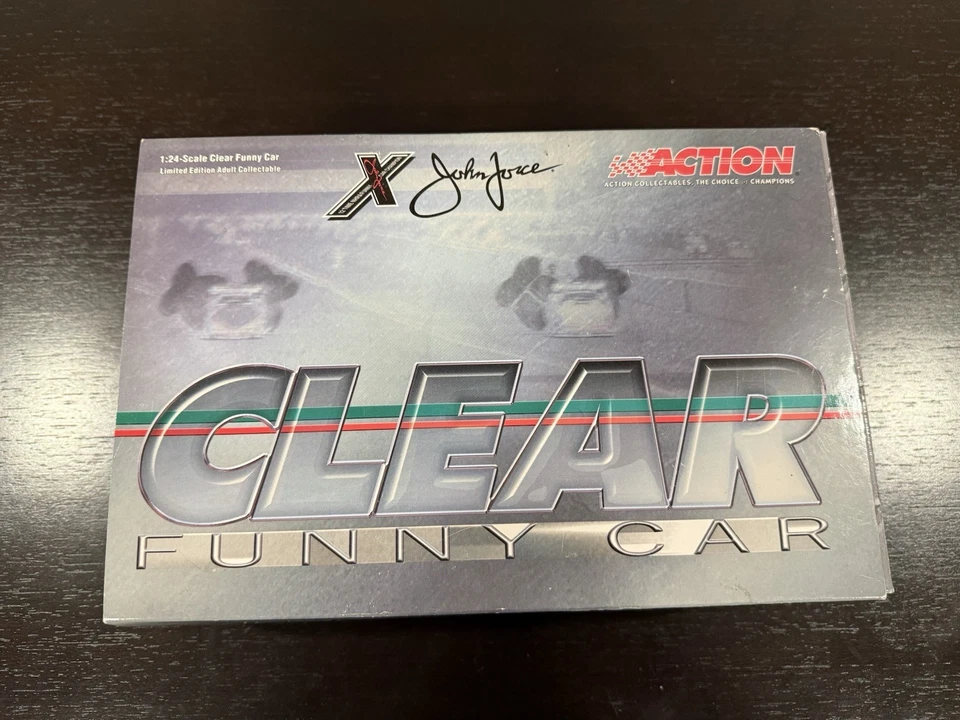 1:24-Scale Clear Funny Car
Limited Edition Adult Collectable
X
John Force
ACTION
ACTION COLLECTABLES, THE CHOICE OF CHAMPIONS
CLEAR
FUNNY CAR